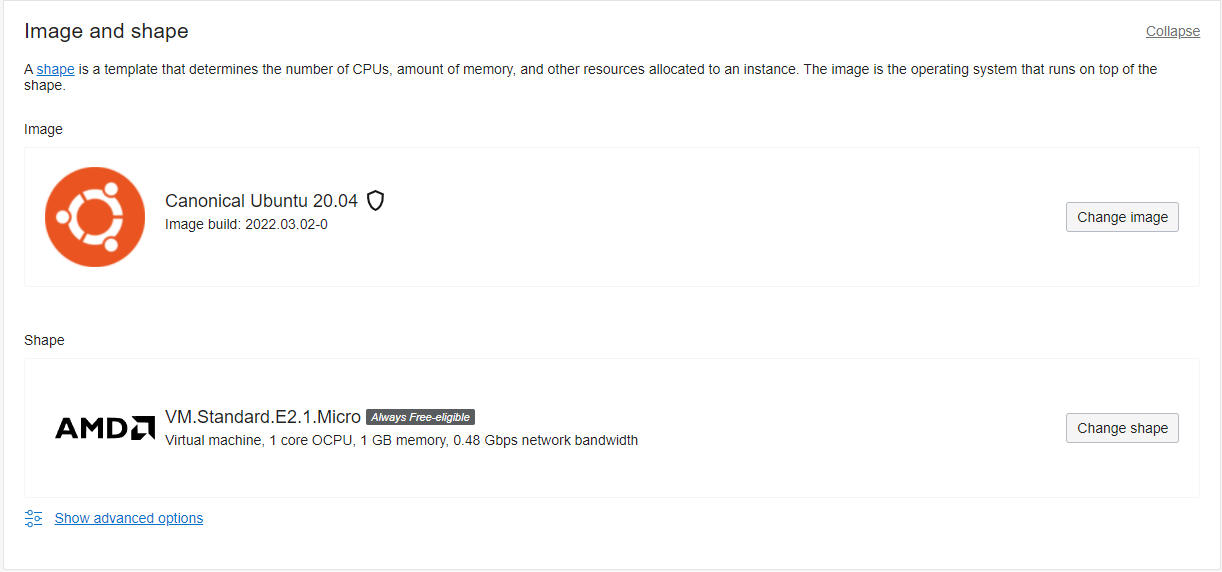 Image and shape
Collapse
A shape is a template that determines the number of CPUs, amount of memory, and other resources allocated to an instance. The image is the operating system that runs on top of the
shape.
Image
Canonical Ubuntu 20.04
Image build: 2022.03.02-0
Change image
Shape
AMD
VM.Standard.E2.1.Micro Always Free-eligible
Virtual machine, 1 core OCPU, 1 GB memory, 0.48 Gbps network bandwidth
Change shape
Show advanced options